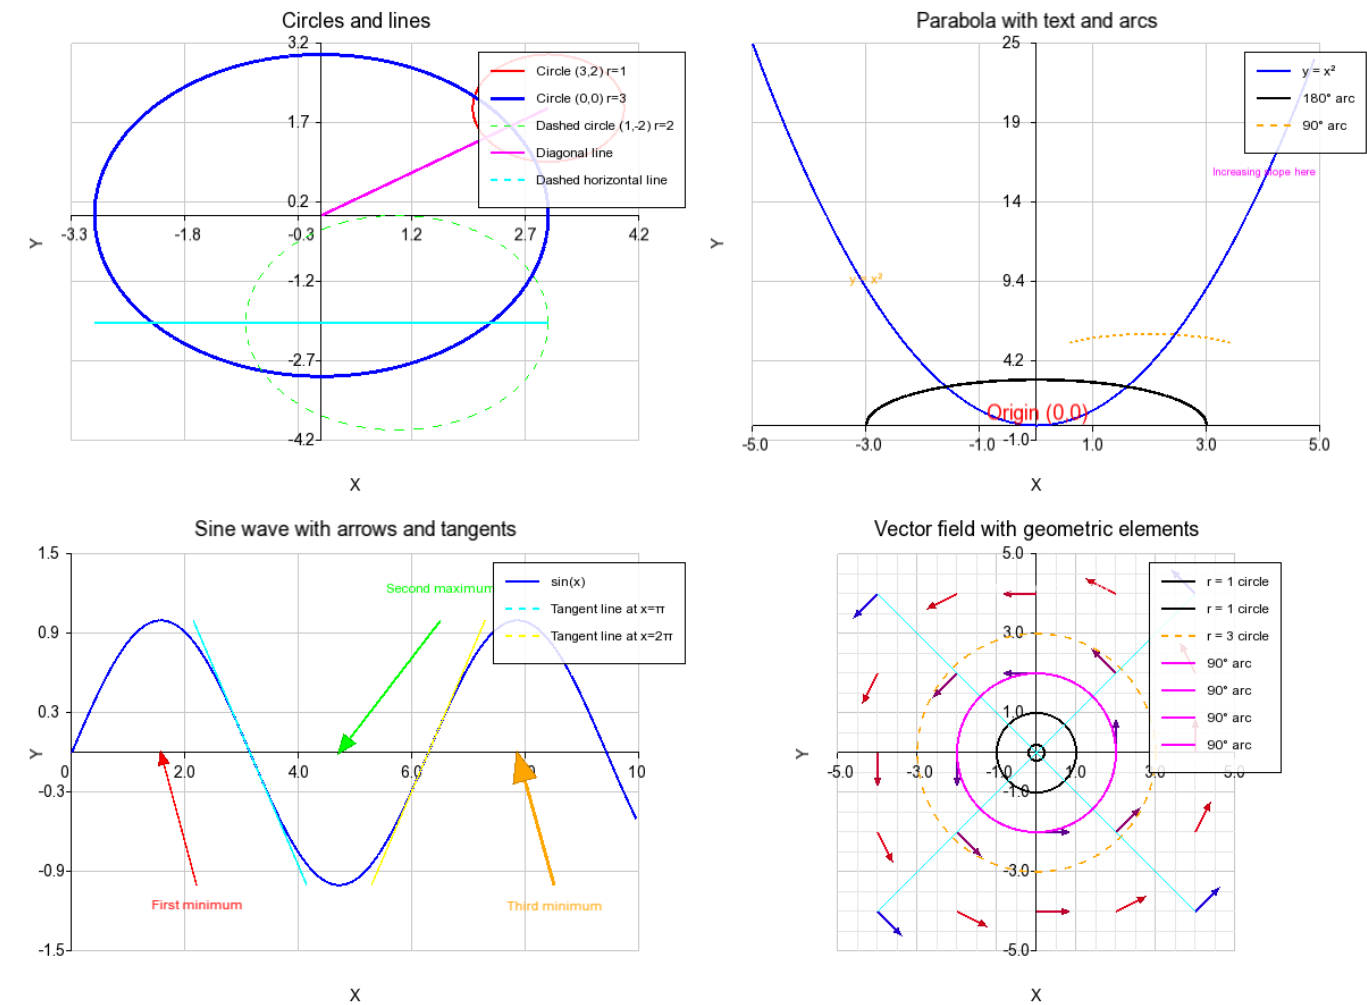 Circles and lines
3.2
1.7
0.2
-1.2
-2.7
-4.2
-3.3
-1.8
-0.3
1.2
2.7
4.2
Y
X
Circle (3,2) r=1
Circle (0,0) r=3
Dashed circle (1,-2) r=2
Diagonal line
Dashed horizontal line
Parabola with text and arcs
25
19
14
9.4
4.2
-1.0
-5.0
-3.0
-1.0
1.0
3.0
5.0
Y
X
y = x²
180° arc
90° arc
Increasing slope here
y = x²
Origin (0,0)
Sine wave with arrows and tangents
1.5
0.9
0.3
-0.3
-0.9
-1.5
0
2.0
4.0
6.0
10
Y
X
sin(x)
Tangent line at x=π
Tangent line at x=2π
Second maximum
First minimum
Third minimum
Vector field with geometric elements
5.0
3.0
1.0
-1.0
-3.0
-5.0
-5.0
-3.0
-1.0
1.0
3.0
5.0
Y
X
r = 1 circle
r = 1 circle
r = 3 circle
90° arc
90° arc
90° arc
90° arc